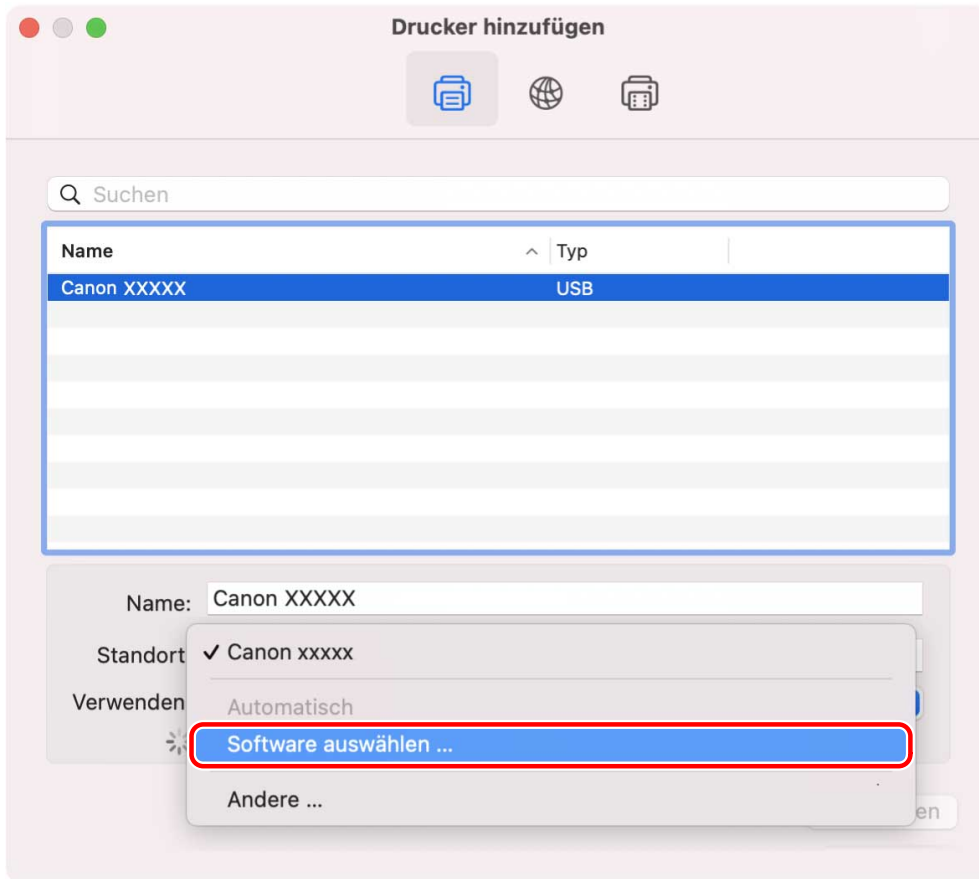 Drucker hinzufügen
Suchen
Name Typ
Canon XXXXX USB
Name: Canon XXXXX
Standort ✓ Canon xxxxx
Verwenden Automatisch
Software auswählen ...
Andere ...
en